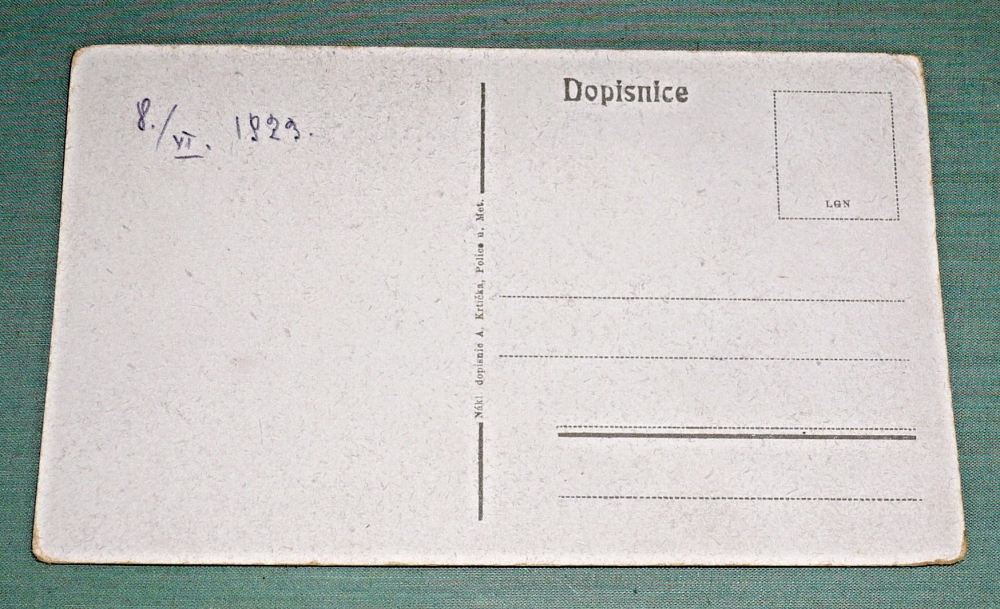 8./VI. 1923.
Dopisnice
LGN
Nákl dopisnic A. Krtička, Police n. Met.